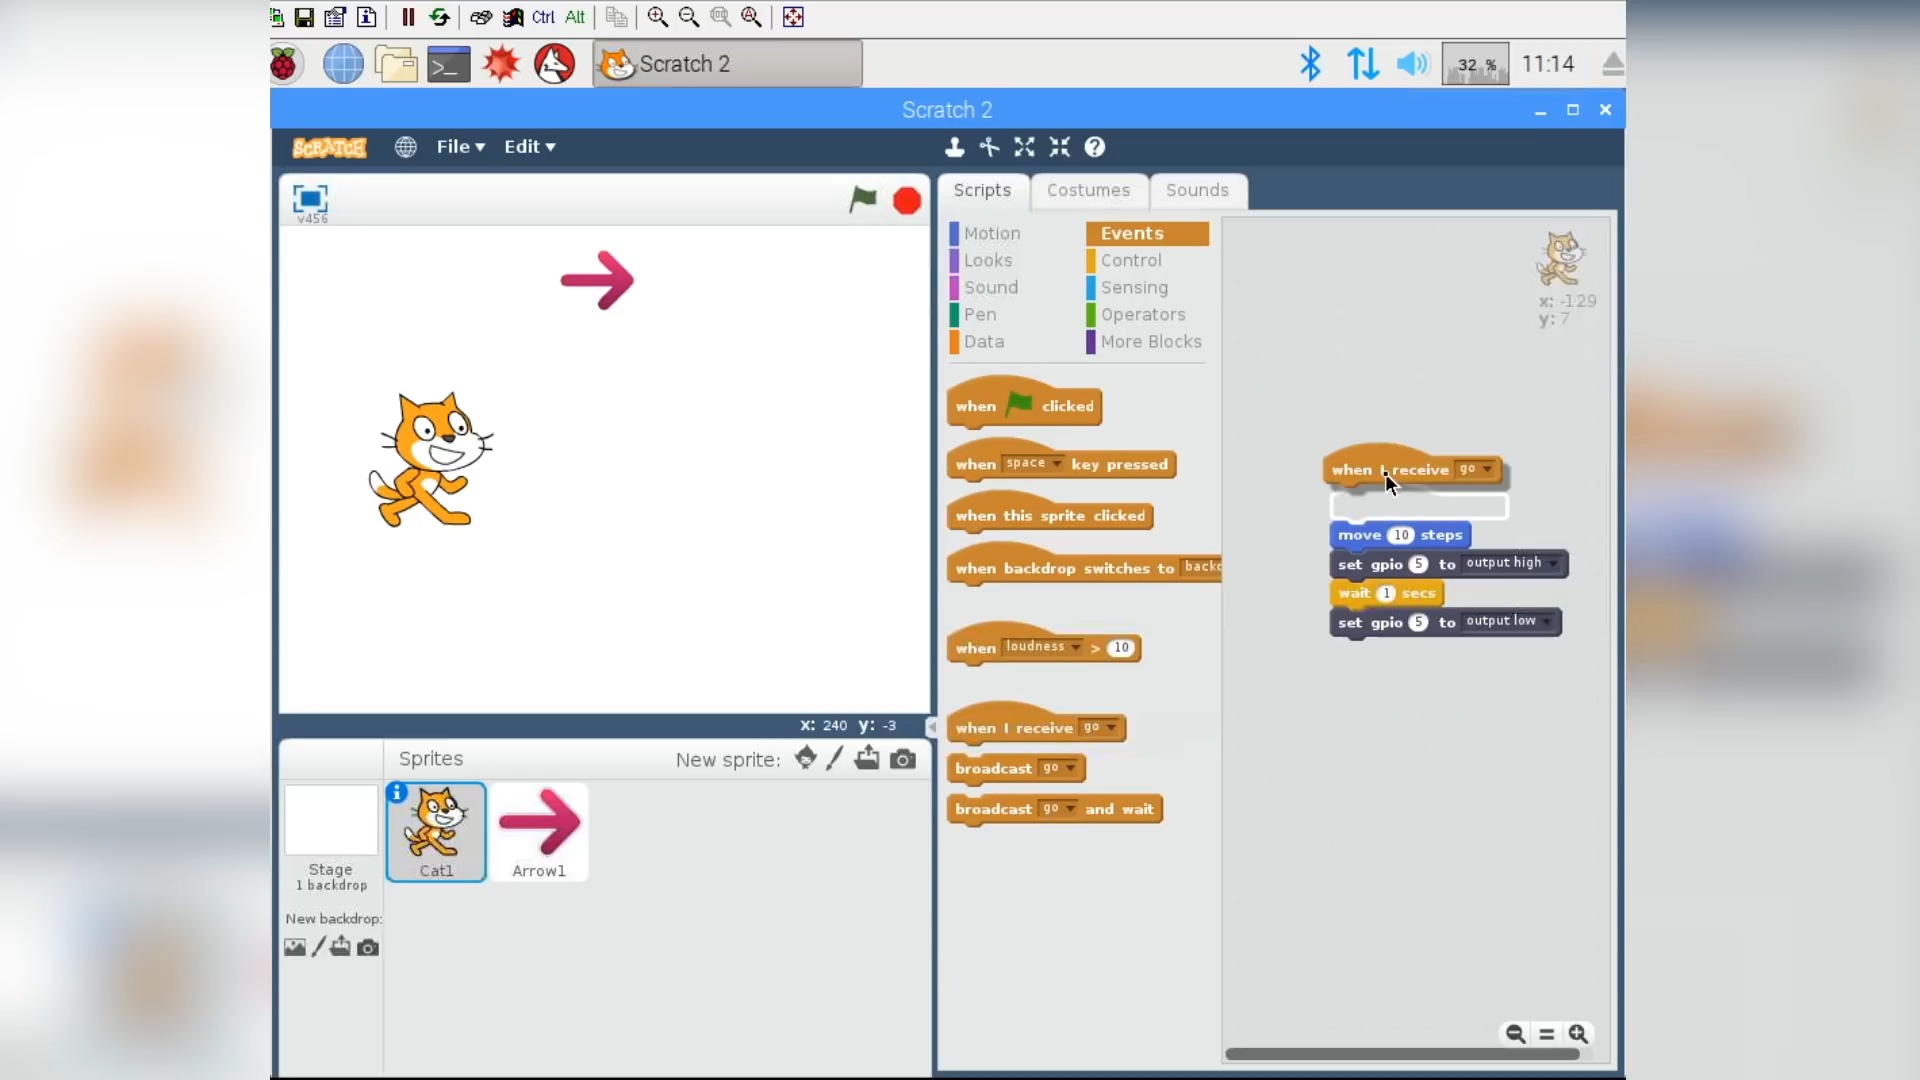 Ctrl Alt
Scratch 2
32 %
11:14
Scratch 2
SCRATCH
File
Edit
v456
Scripts
Costumes
Sounds
Motion
Looks
Sound
Pen
Data
Events
Control
Sensing
Operators
More Blocks
when clicked
when space key pressed
when this sprite clicked
when backdrop switches to
when loudness > 10
when I receive go
broadcast go
broadcast go and wait
x: -129
y: 7
when I receive go
move 10 steps
set gpio 5 to output high
wait 1 secs
set gpio 5 to output low
x: 240 y: -3
Sprites
New sprite:
Stage
1 backdrop
New backdrop:
Cat1
Arrow1